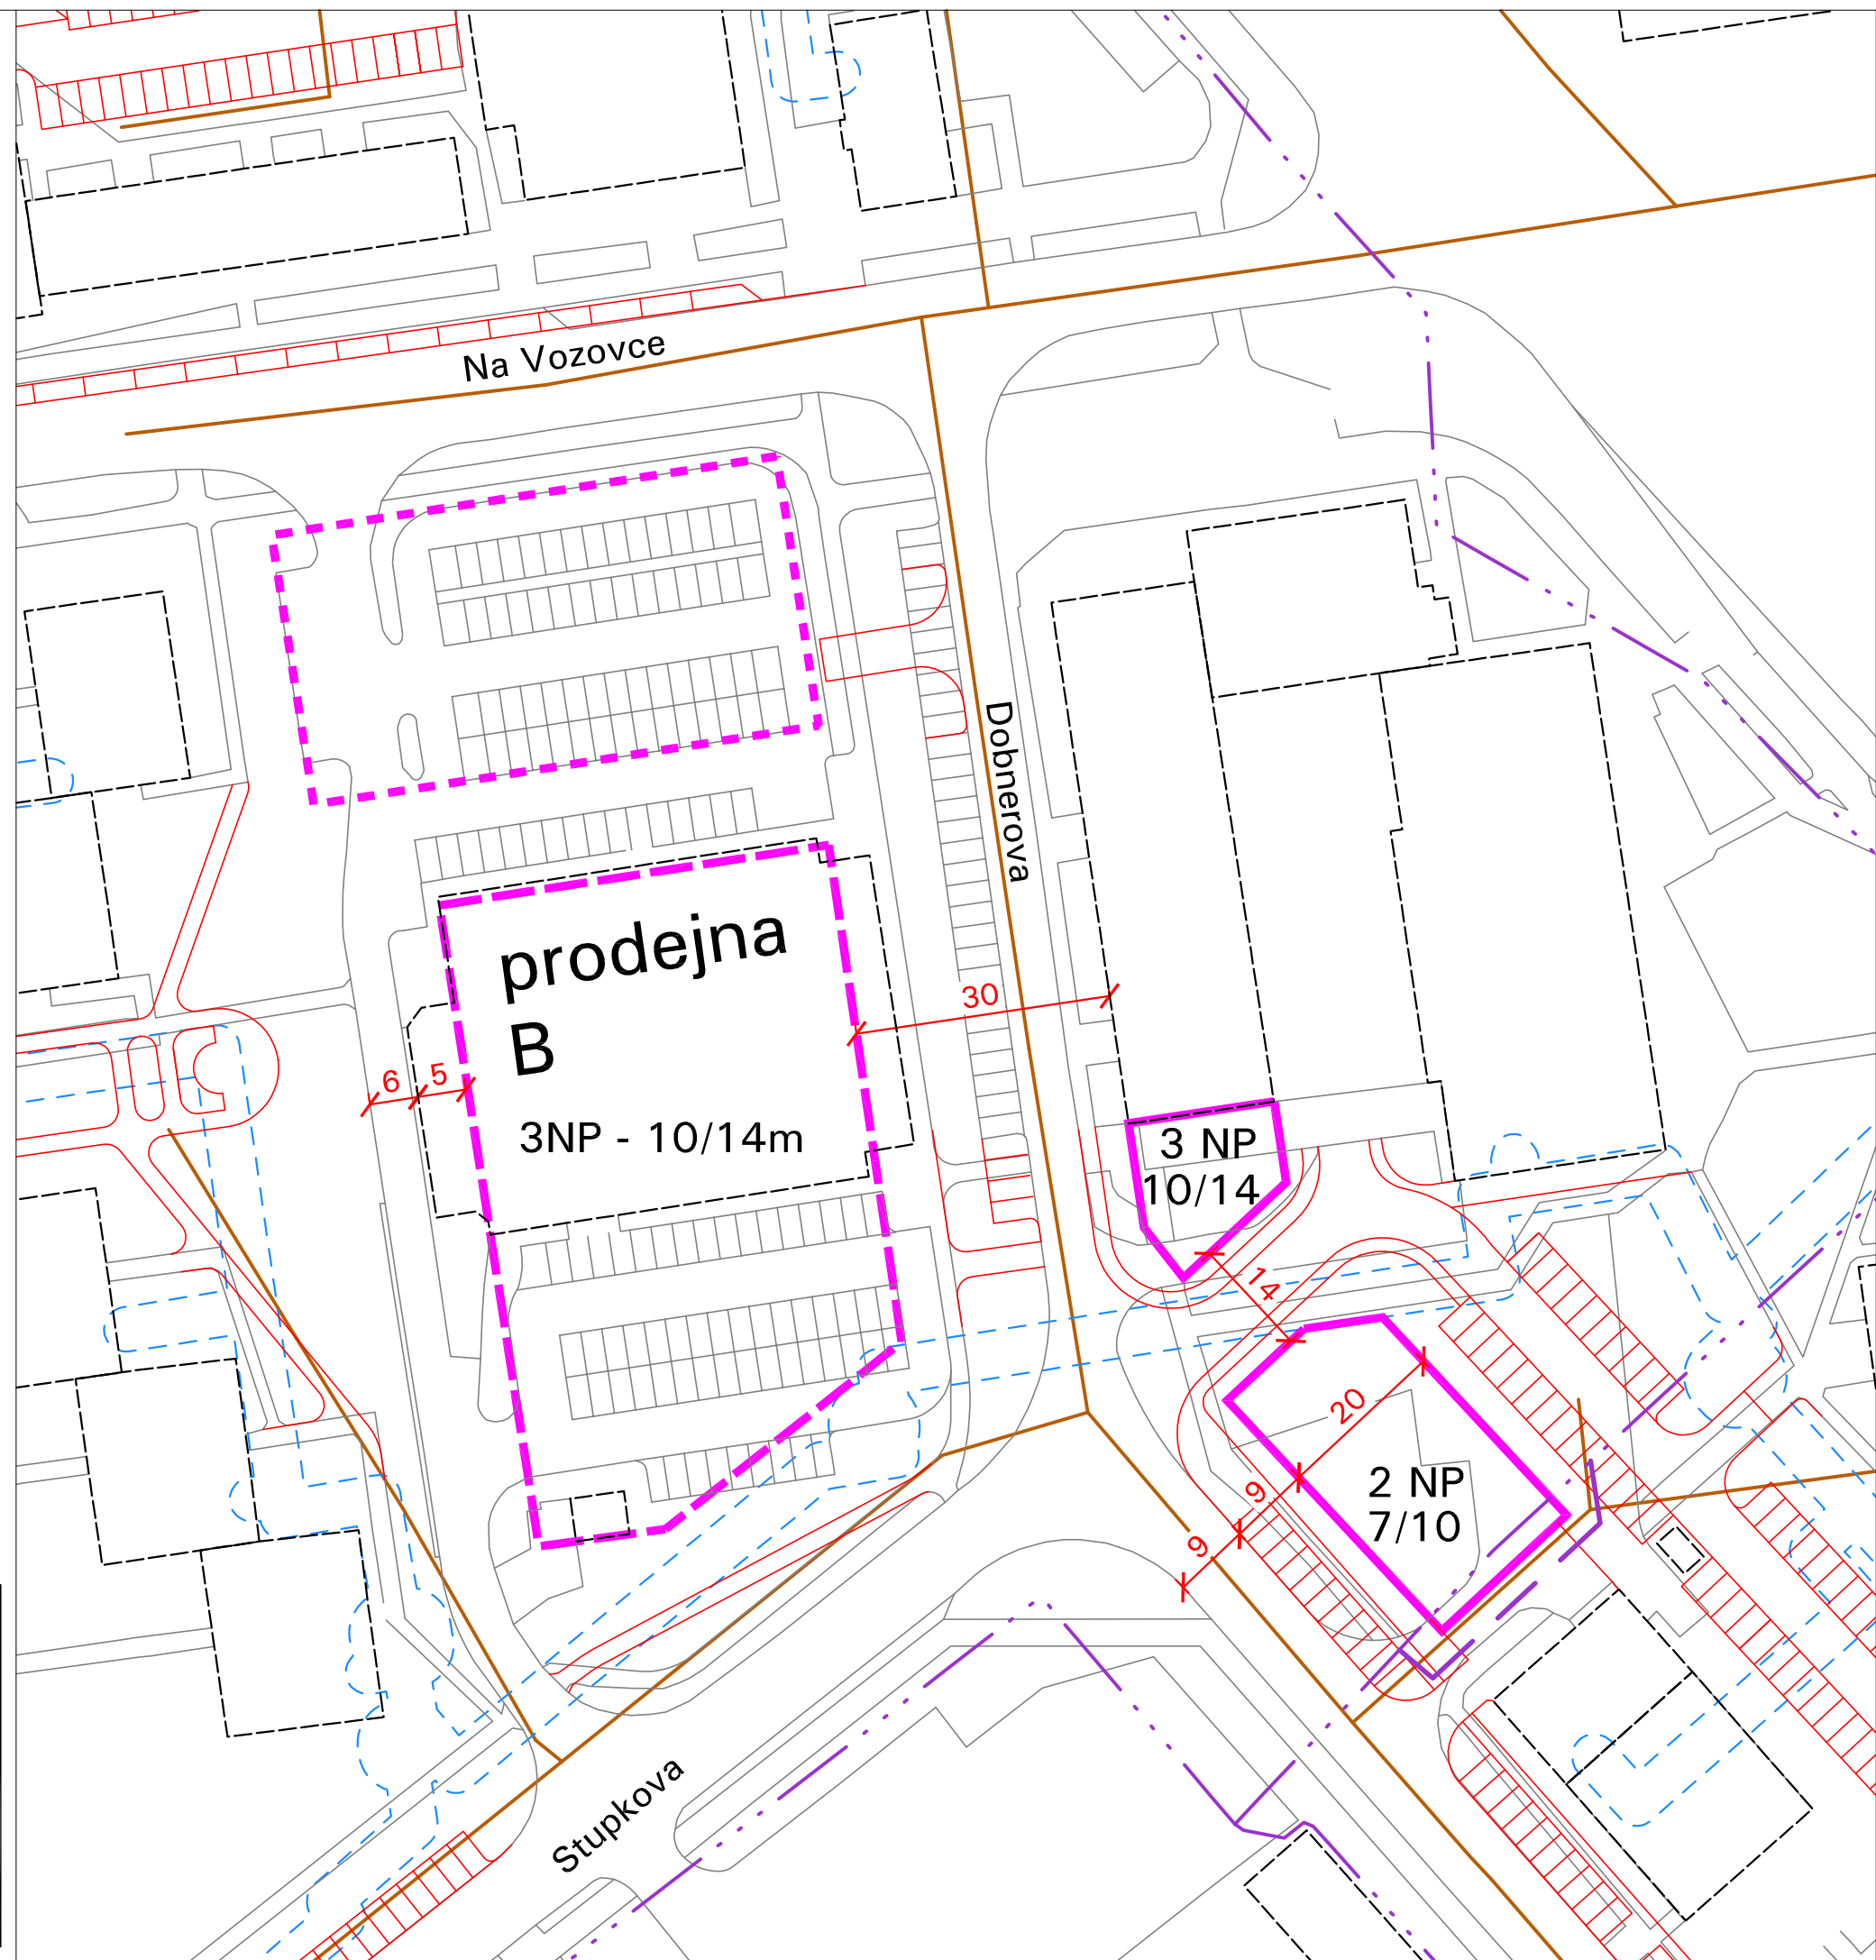 Na Vozovce
Dobnerova
prodejna
B
30
6
5
3NP - 10/14m
3 NP
10/14
14
20
9
2 NP
7/10
9
Stupkova